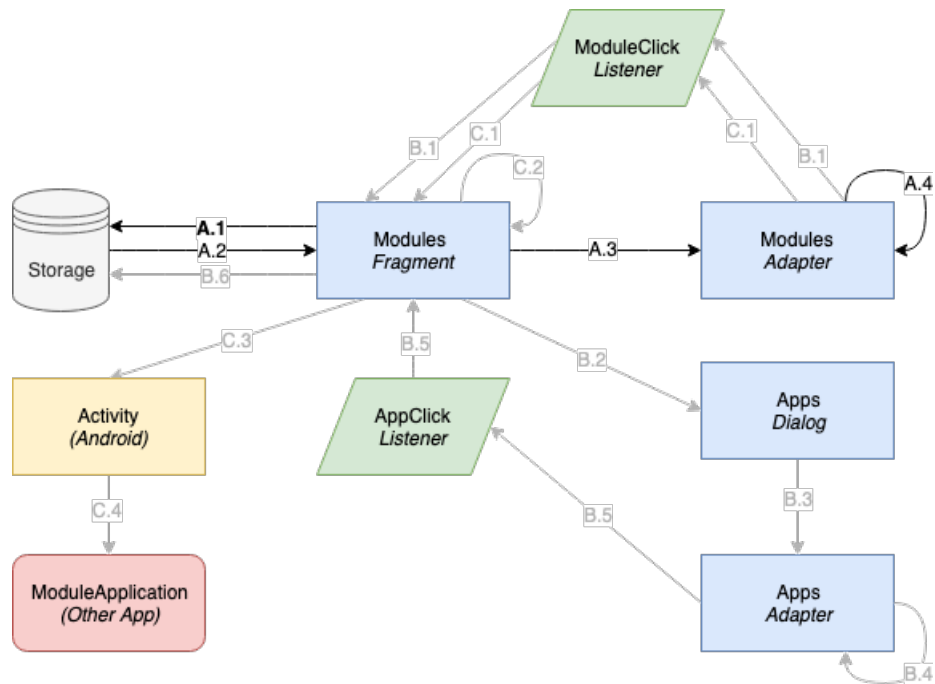 ModuleClick
Listener
B.1
C.1
C.1
B.1
C.2
A.4
Storage
A.1
A.2
B.6
Modules
Fragment
A.3
Modules
Adapter
C.3
B.5
B.2
Activity
(Android)
AppClick
Listener
Apps
Dialog
C.4
B.5
B.3
ModuleApplication
(Other App)
Apps
Adapter
B.4